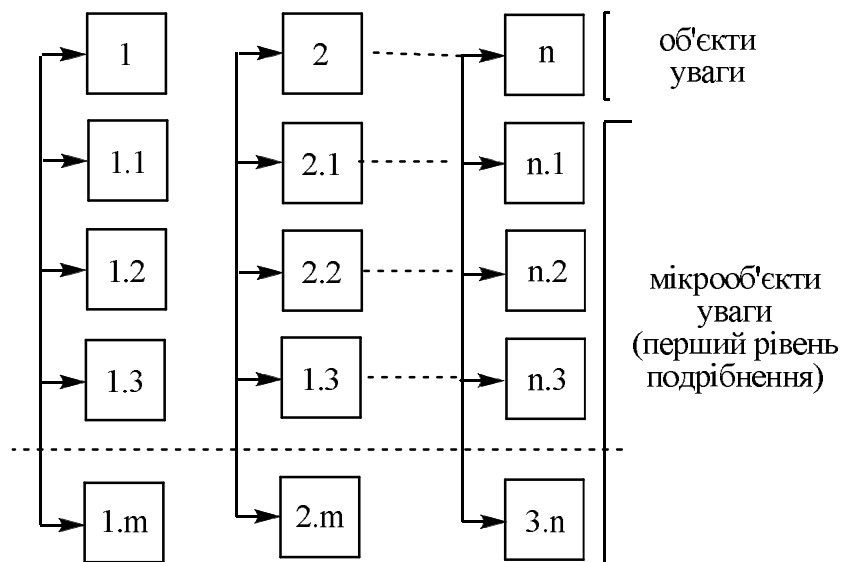 1 2 n об'єкти
уваги
1.1 2.1 n.1
1.2 2.2 n.2
мікрооб'єкти
уваги
(перший рівень
подрібнення)
1.3 1.3 n.3
1.m 2.m 3.n